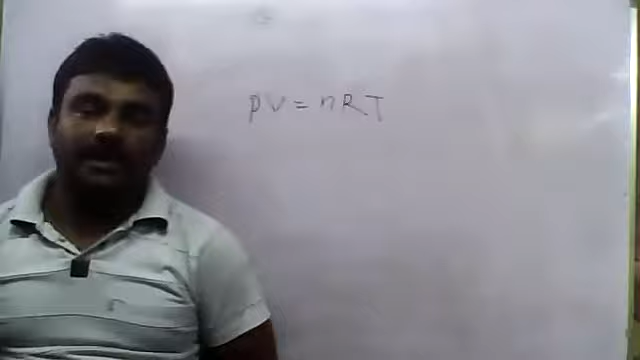 PV = nRT